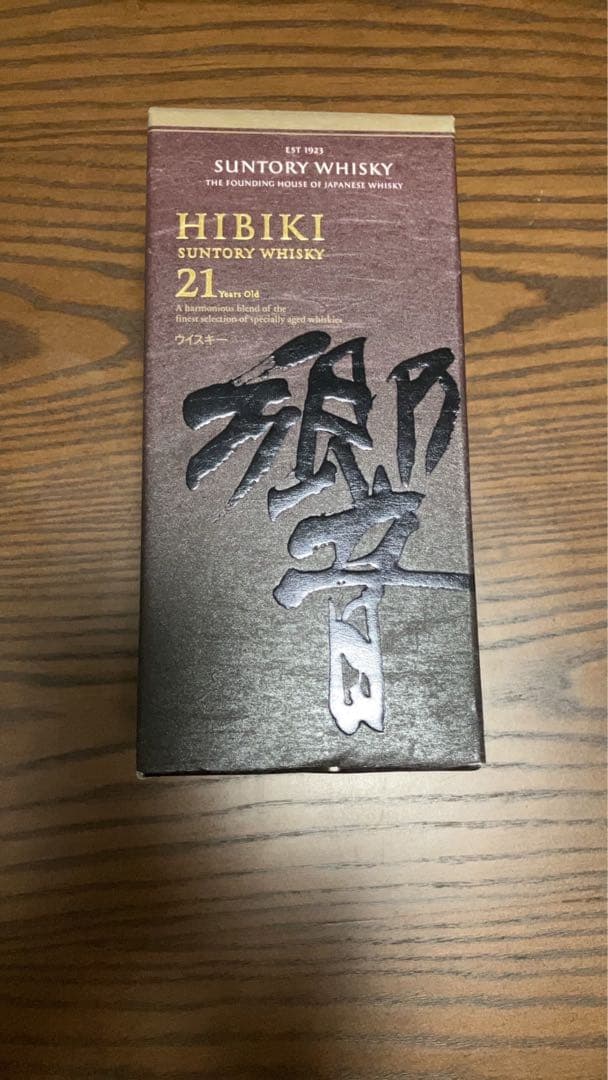 EST 1923
SUNTORY WHISKY
THE FOUNDING HOUSE OF JAPANESE WHISKY
HIBIKI
SUNTORY WHISKY
21 Years Old
A harmonious blend of the
finest selection of specially aged whiskies
ウイスキー
響